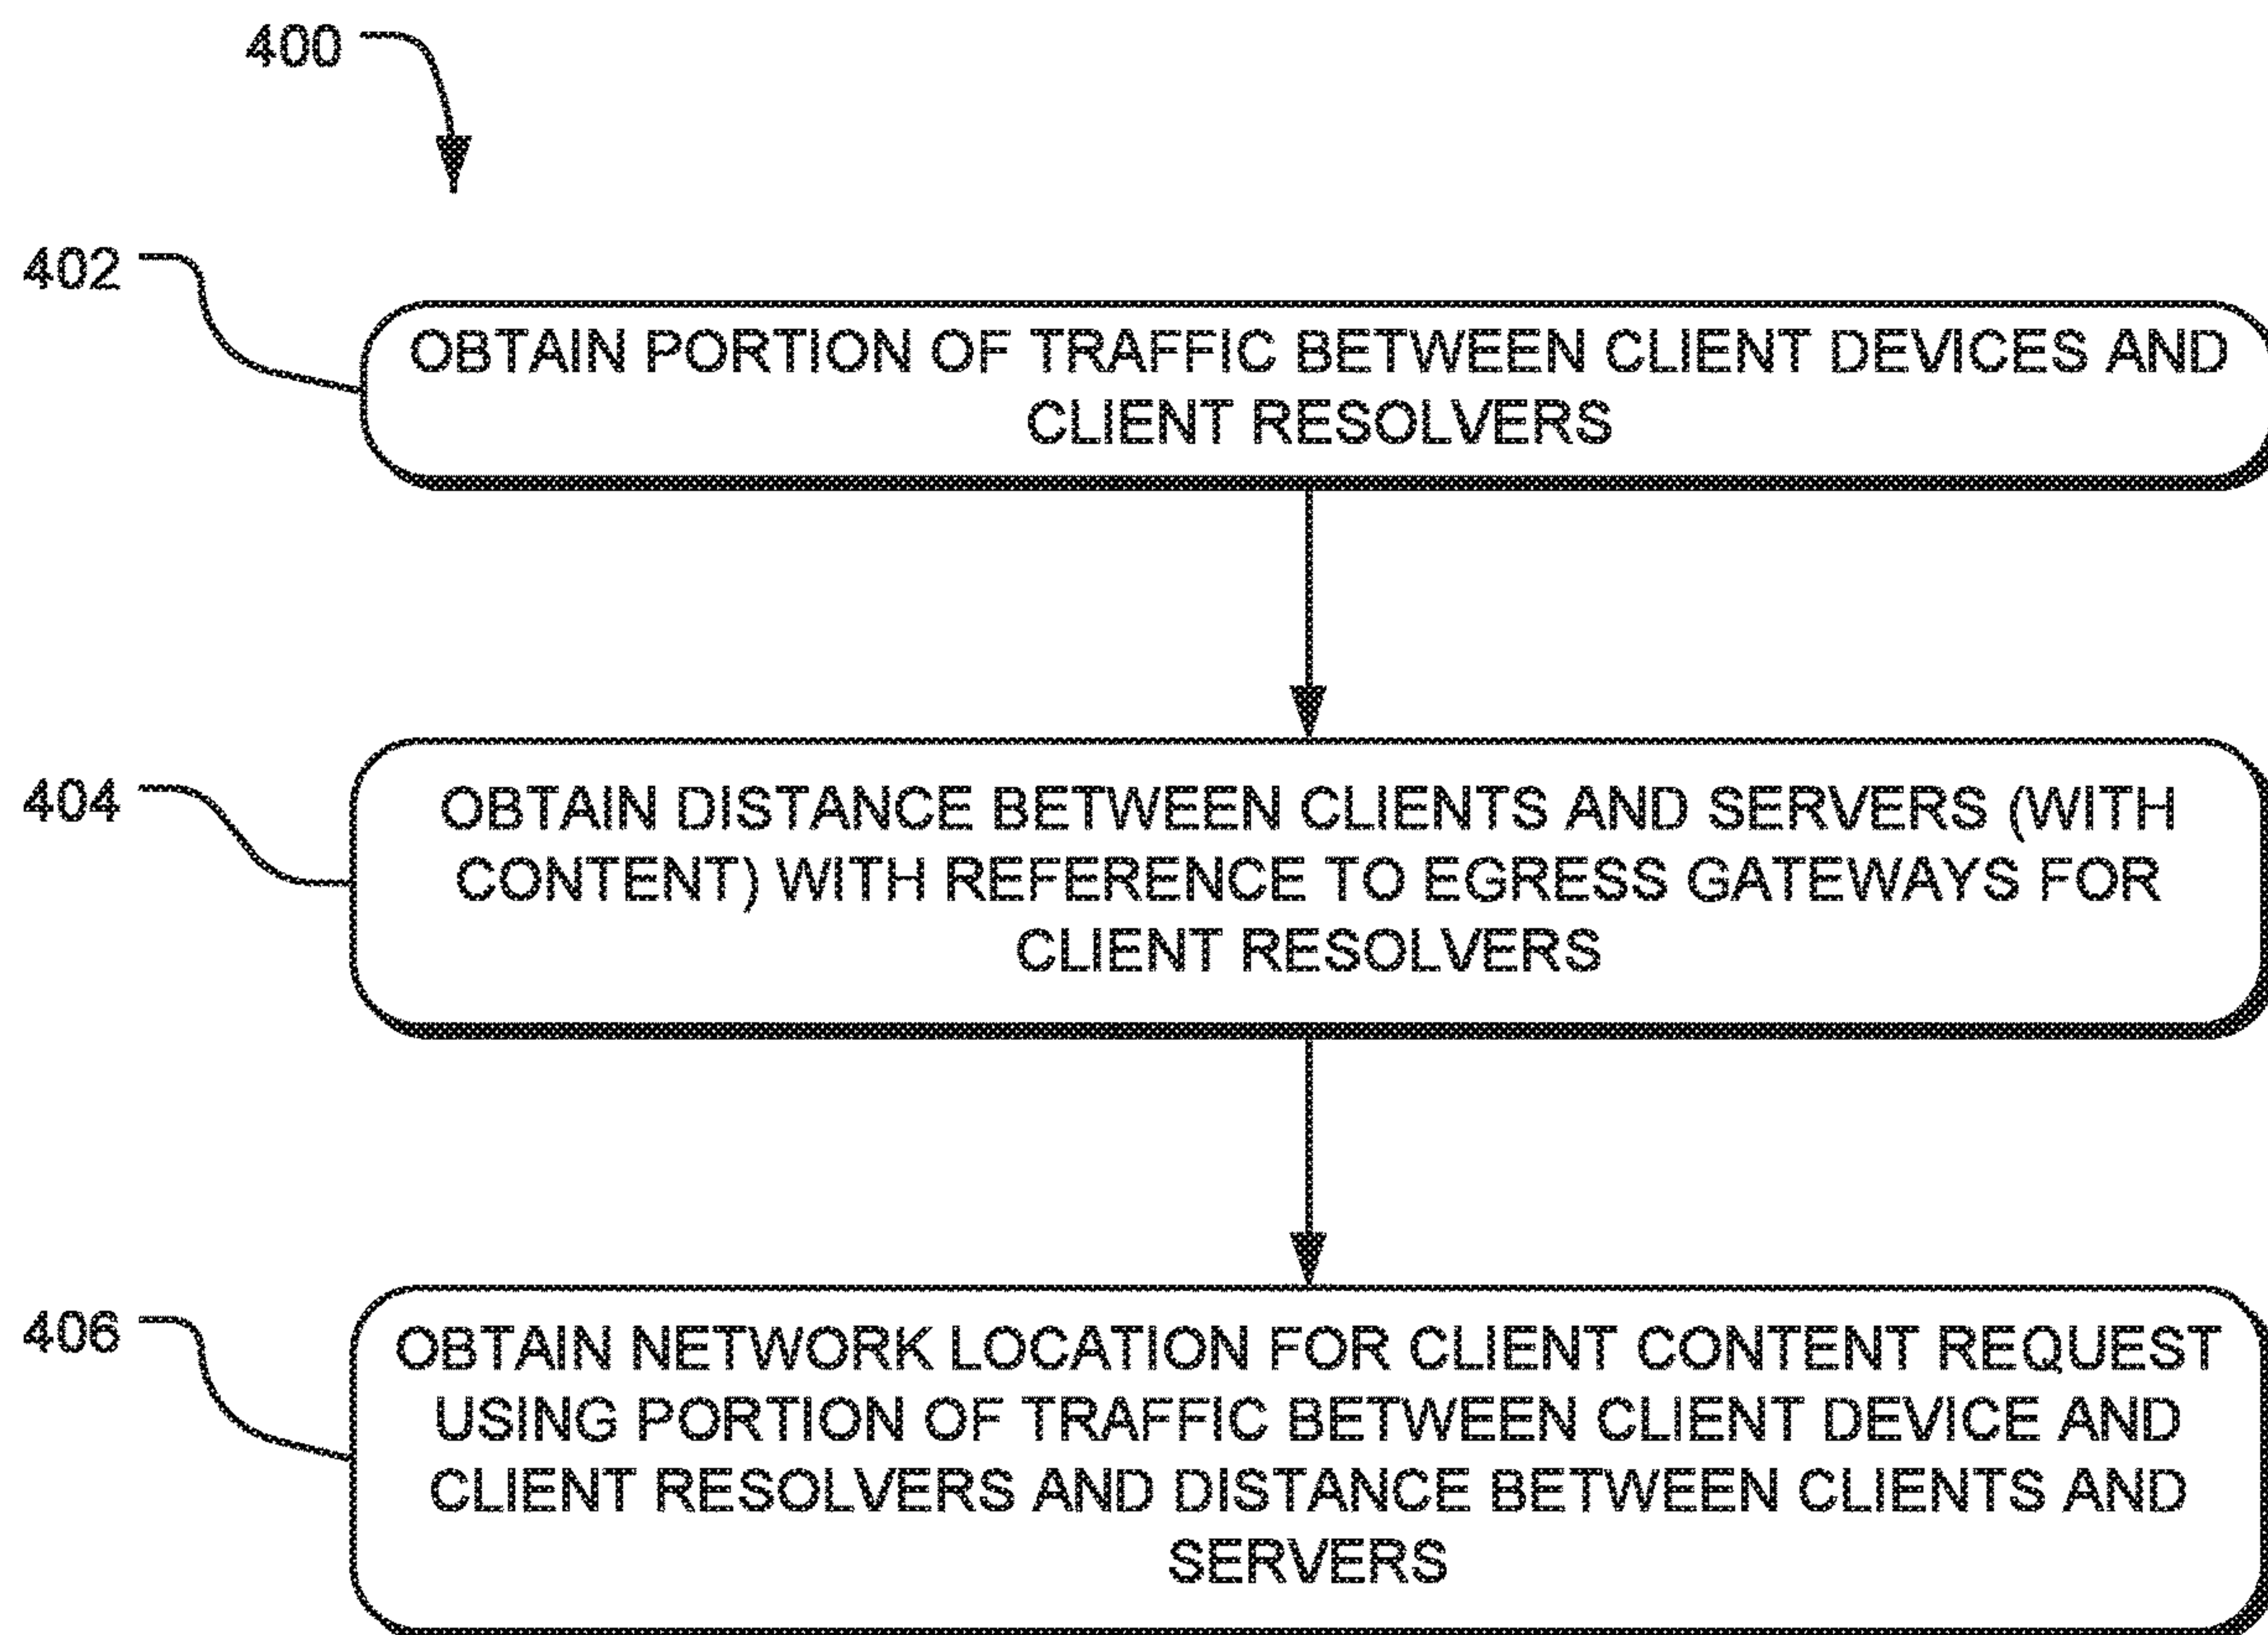 400
402
OBTAIN PORTION OF TRAFFIC BETWEEN CLIENT DEVICES AND
CLIENT RESOLVERS
404
OBTAIN DISTANCE BETWEEN CLIENTS AND SERVERS (WITH
CONTENT) WITH REFERENCE TO EGRESS GATEWAYS FOR
CLIENT RESOLVERS
406
OBTAIN NETWORK LOCATION FOR CLIENT CONTENT REQUEST
USING PORTION OF TRAFFIC BETWEEN CLIENT DEVICE AND
CLIENT RESOLVERS AND DISTANCE BETWEEN CLIENTS AND
SERVERS